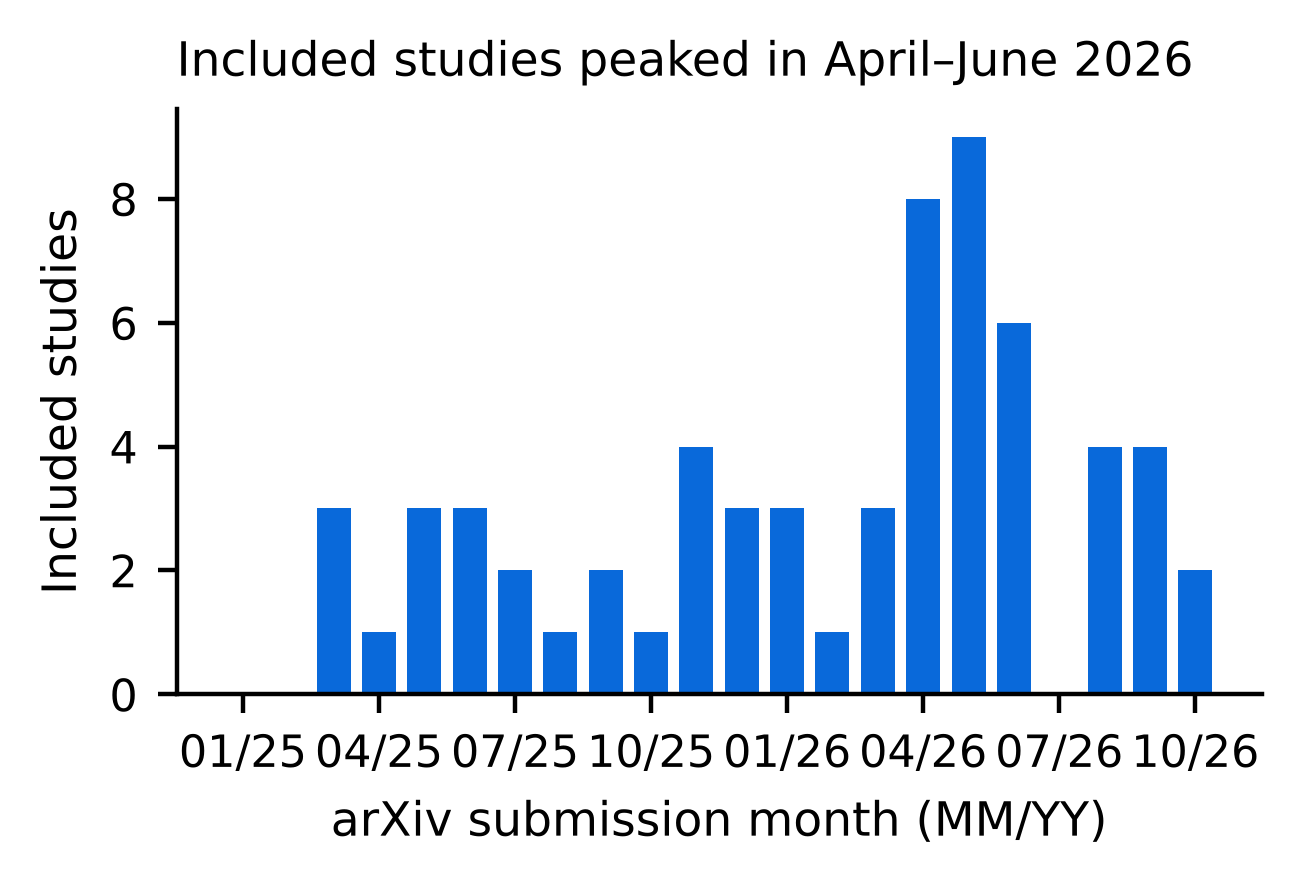 Included studies peaked in April–June 2026
Included studies
8
6
4
2
0
01/25 04/25 07/25 10/25 01/26 04/26 07/26 10/26
arXiv submission month (MM/YY)